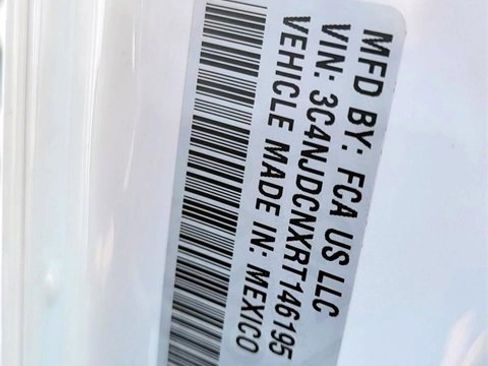 MFD BY: FCA US LLC
VIN: 3C4NJDCNXRT146195
VEHICLE MADE IN: MEXICO